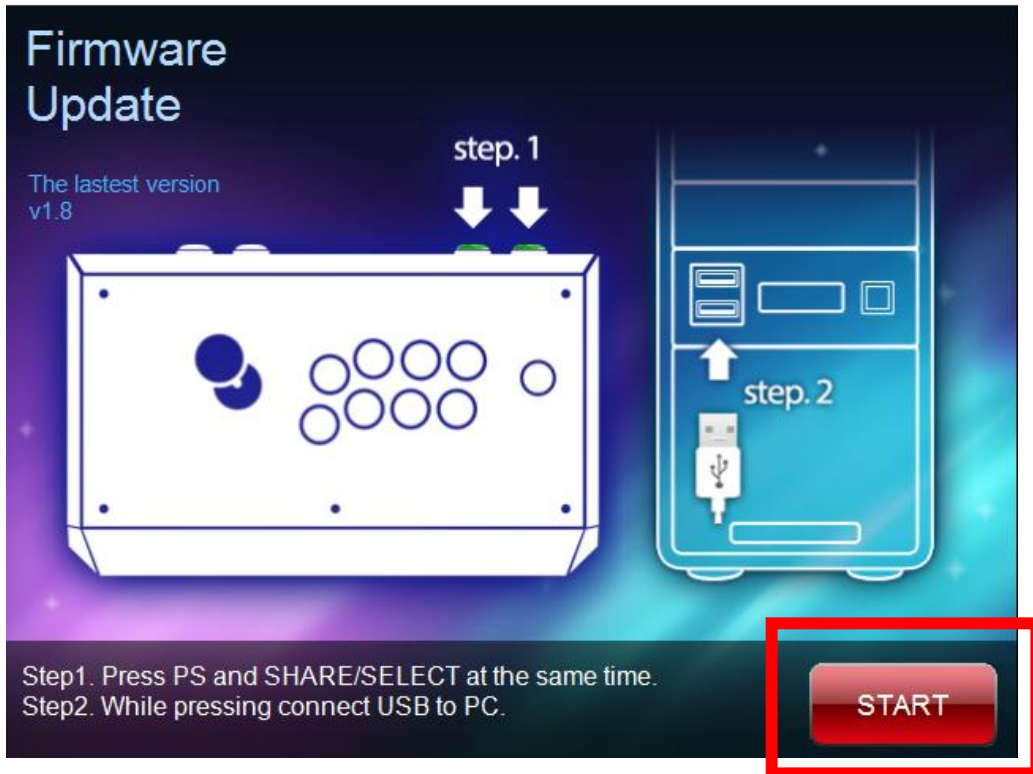 Firmware
Update
The lastest version
v1.8
step. 1
step. 2
Step1. Press PS and SHARE/SELECT at the same time.
Step2. While pressing connect USB to PC.
START